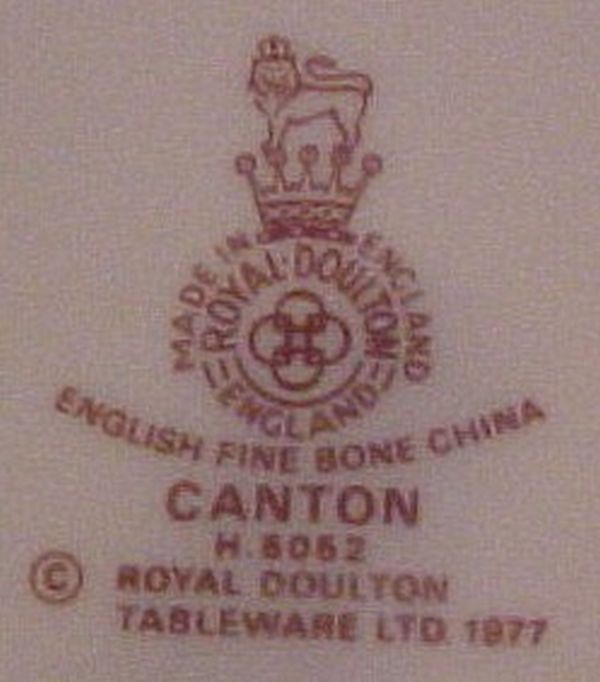 MADE IN ENGLAND
ROYAL DOULTON
ENGLAND
ENGLISH FINE BONE CHINA
CANTON
H.5052
© ROYAL DOULTON
TABLEWARE LTD 1977